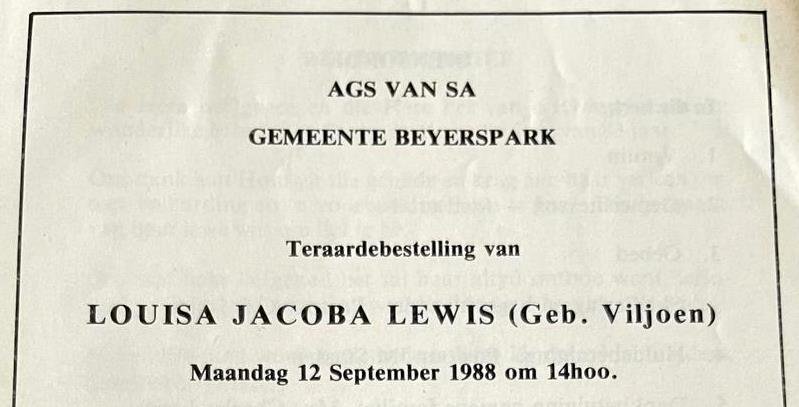 AGS VAN SA
GEMEENTE BEYERSPARK
Teraardebestelling van
LOUISA JACOBA LEWIS (Geb. Viljoen)
Maandag 12 September 1988 om 14hoo.